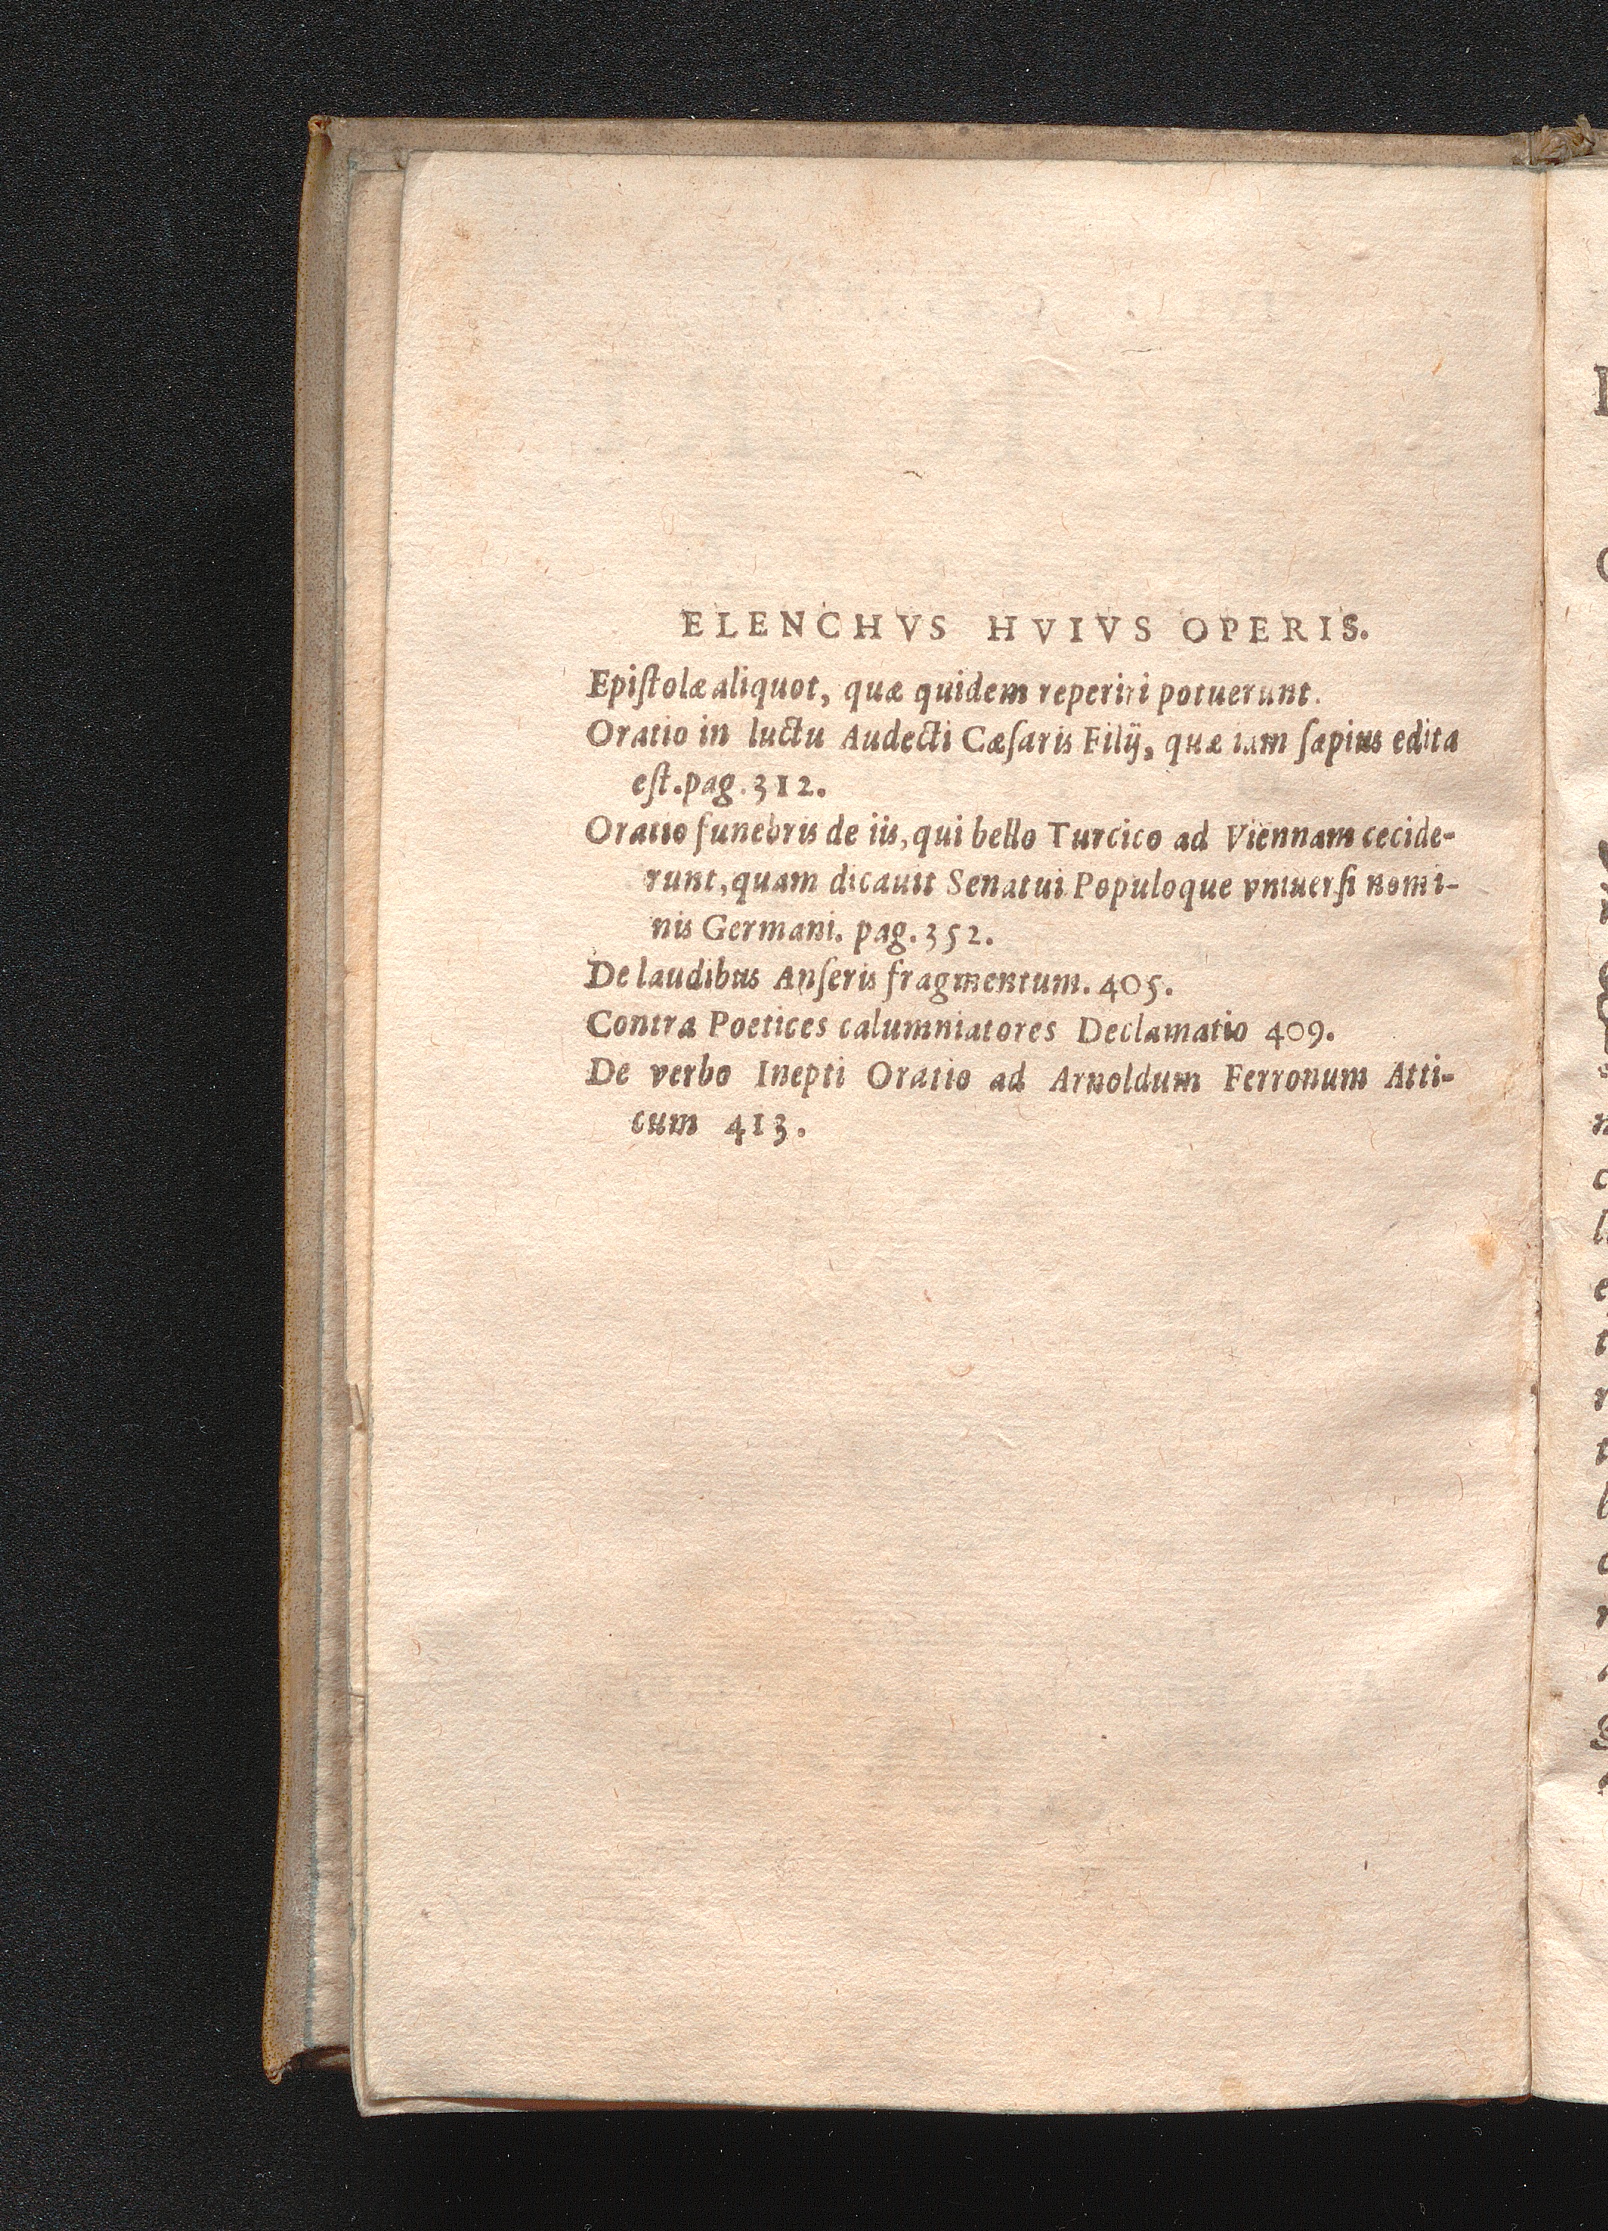 ELENCHVS HVIVS OPERIS.
Epiſtolæ aliquot, quæ quidem reperiri potuerunt.
Oratio in luctu Audecti Cæſaris Filij, quæ iam ſæpius edita
eſt. pag. 312.
Oratio funebris de iis, qui bello Turcico ad Viennam cecide-
runt, quam dicauit Senatui Populoque vniuerſi nomi-
nis Germani. pag. 352.
De laudibus Anſeris fragmentum. 405.
Contra Poetices calumniatores Declamatio 409.
De verbo Inepti Oratio ad Arnoldum Ferronum Atti-
cum 413.